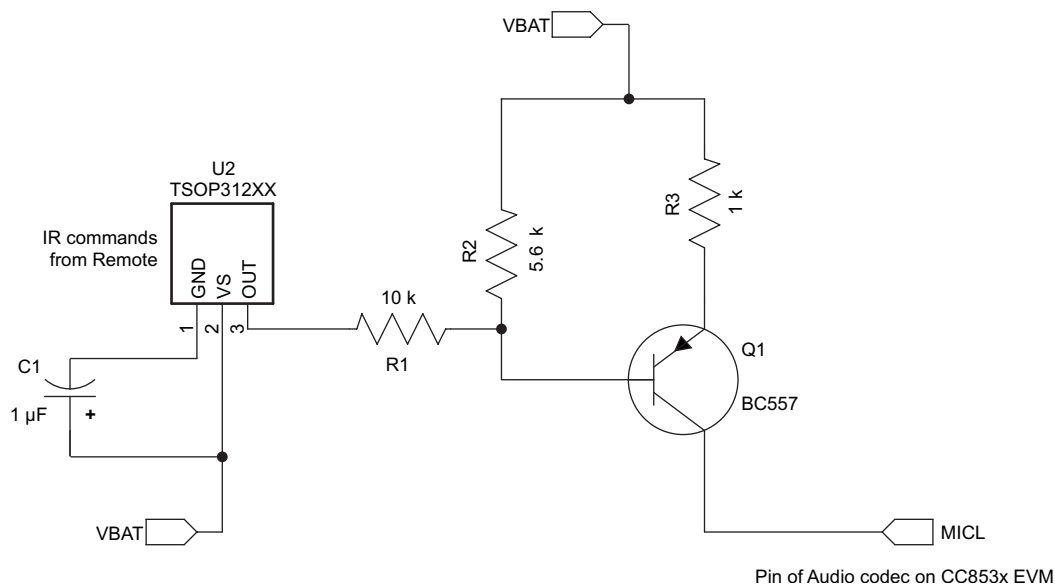 VBAT
U2
TSOP312XX
IR commands
from Remote
GND
VS
OUT
1
2
3
C1
1 µF
+
VBAT
10 k
R1
R2
5.6 k
R3
1 k
Q1
BC557
MICL
Pin of Audio codec on CC853x EVM